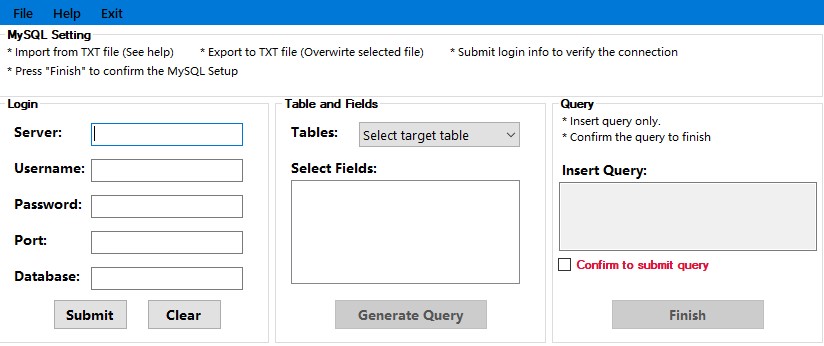 File Help Exit
MySQL Setting
* Import from TXT file (See help) * Export to TXT file (Overwirte selected file) * Submit login info to verify the connection
* Press "Finish" to confirm the MySQL Setup
Login
Server:
Username:
Password:
Port:
Database:
Submit Clear
Table and Fields
Tables: Select target table
Select Fields:
Generate Query
Query
* Insert query only.
* Confirm the query to finish
Insert Query:
Confirm to submit query
Finish